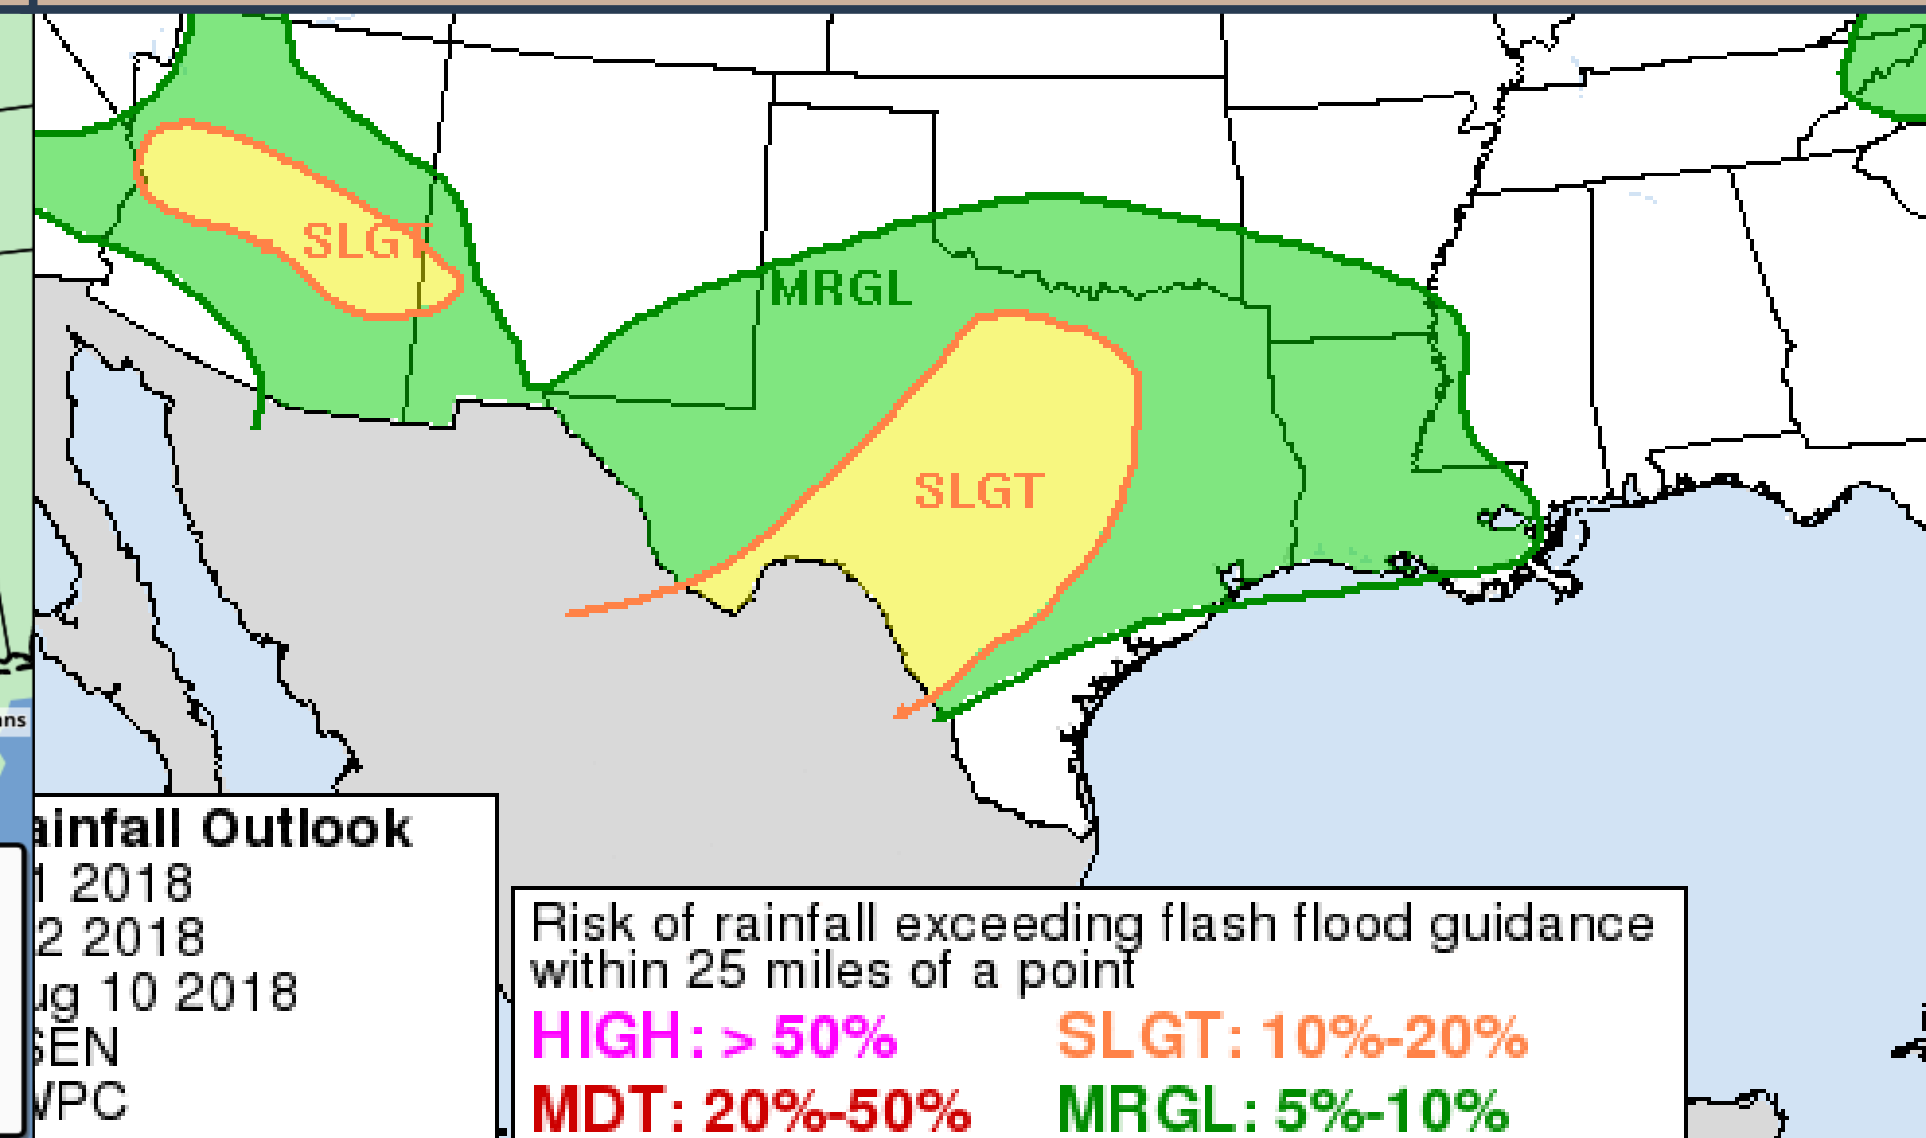 SLGT
MRGL
SLGT
ainfall Outlook
1 2018
2 2018
ug 10 2018
SEN
WPC
Risk of rainfall exceeding flash flood guidance
within 25 miles of a point
HIGH: > 50% SLGT: 10%-20%
MDT: 20%-50% MRGL: 5%-10%
ans